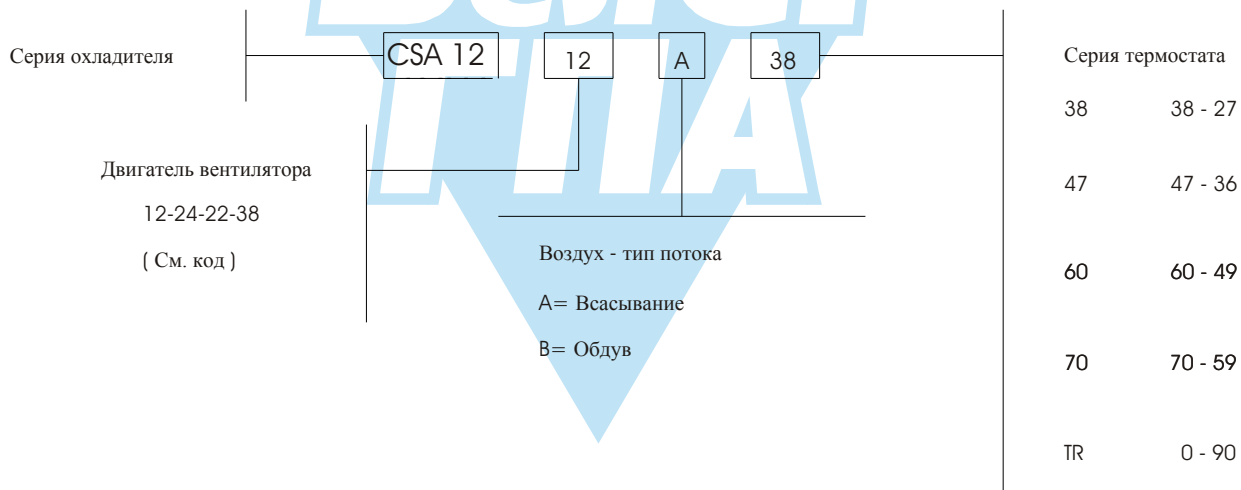 Серия охладителя
CSA 12
12
A
38
Серия термостата
38 38 - 27
Двигатель вентилятора
47 47 - 36
12-24-22-38
( См. код )
Воздух - тип потока
60 60 - 49
A= Всасывание
B= Обдув
70 70 - 59
TR 0 - 90